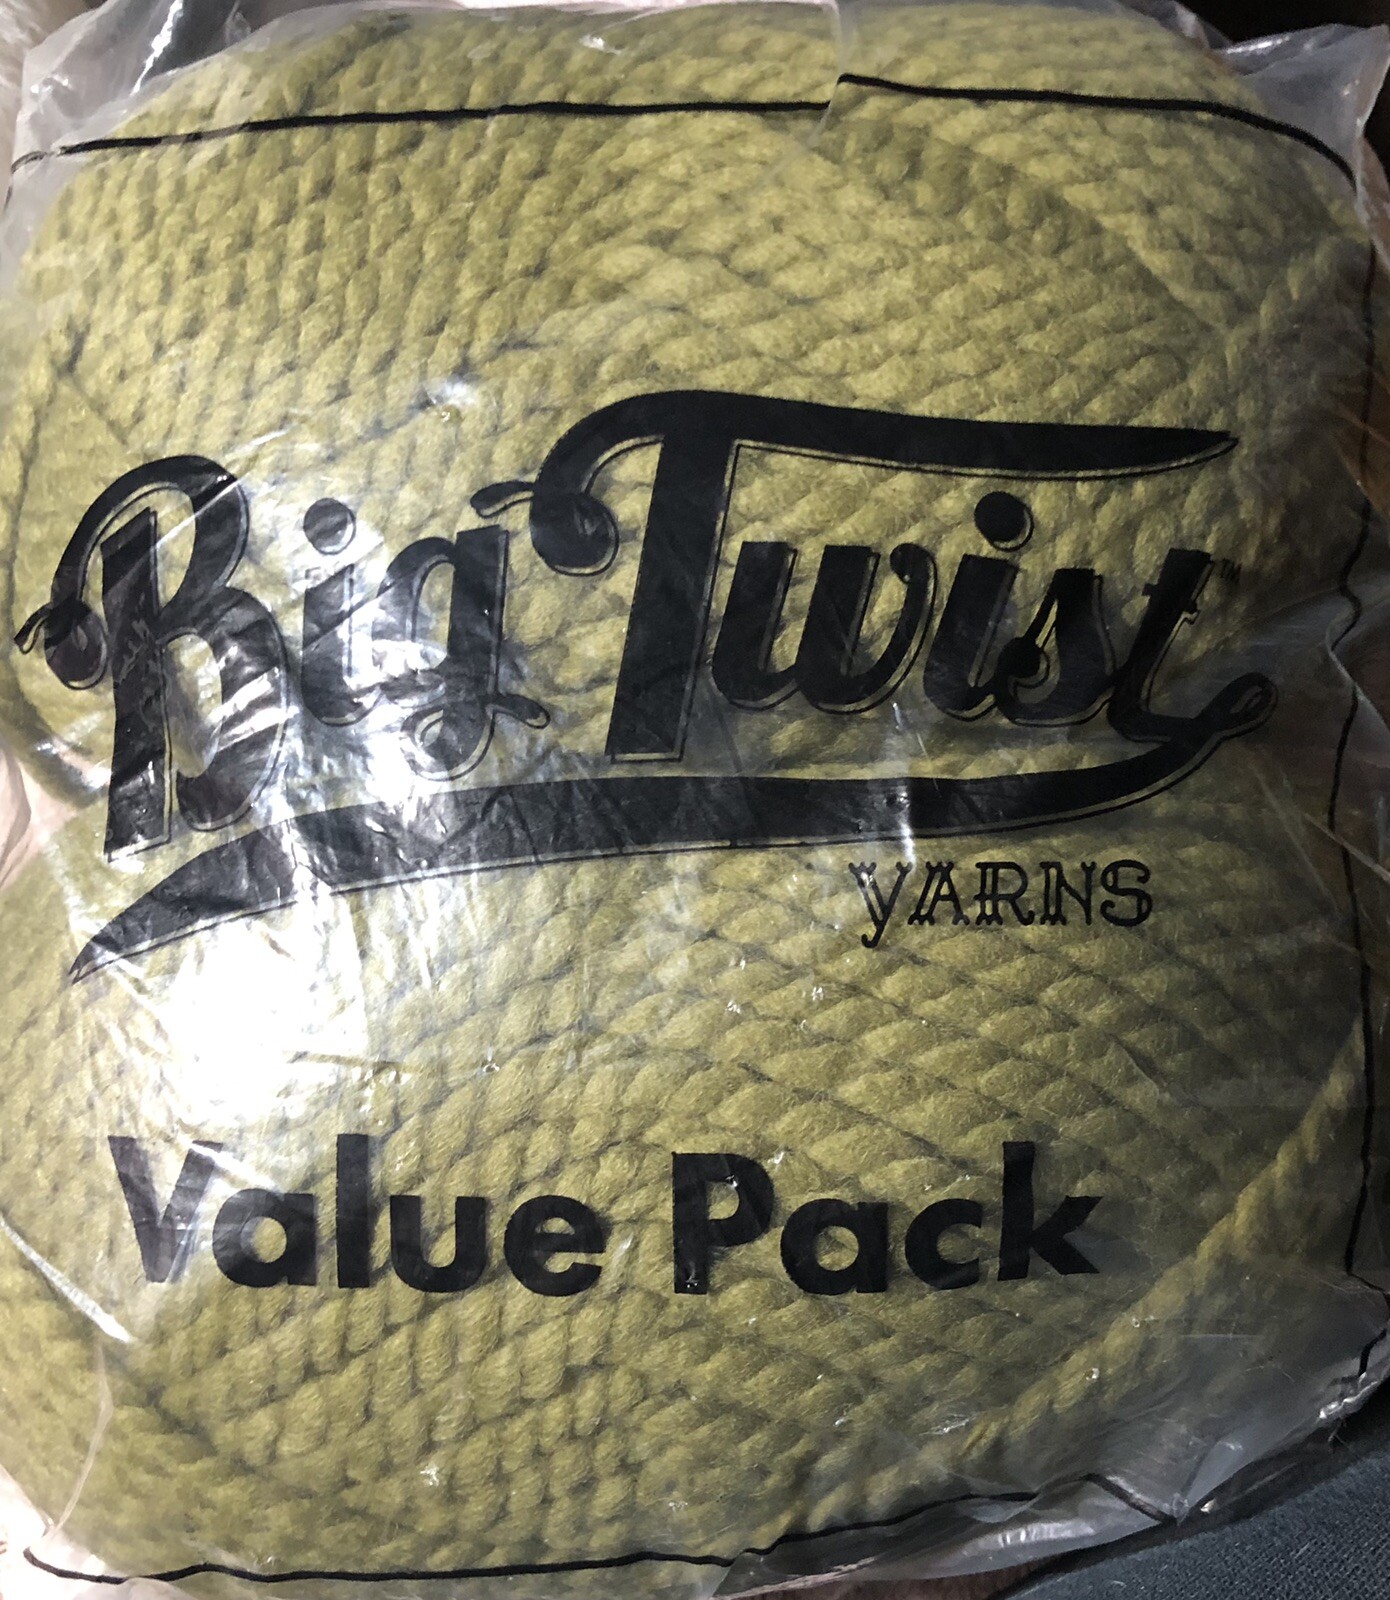 Big Twist™
YARNS
Value Pack